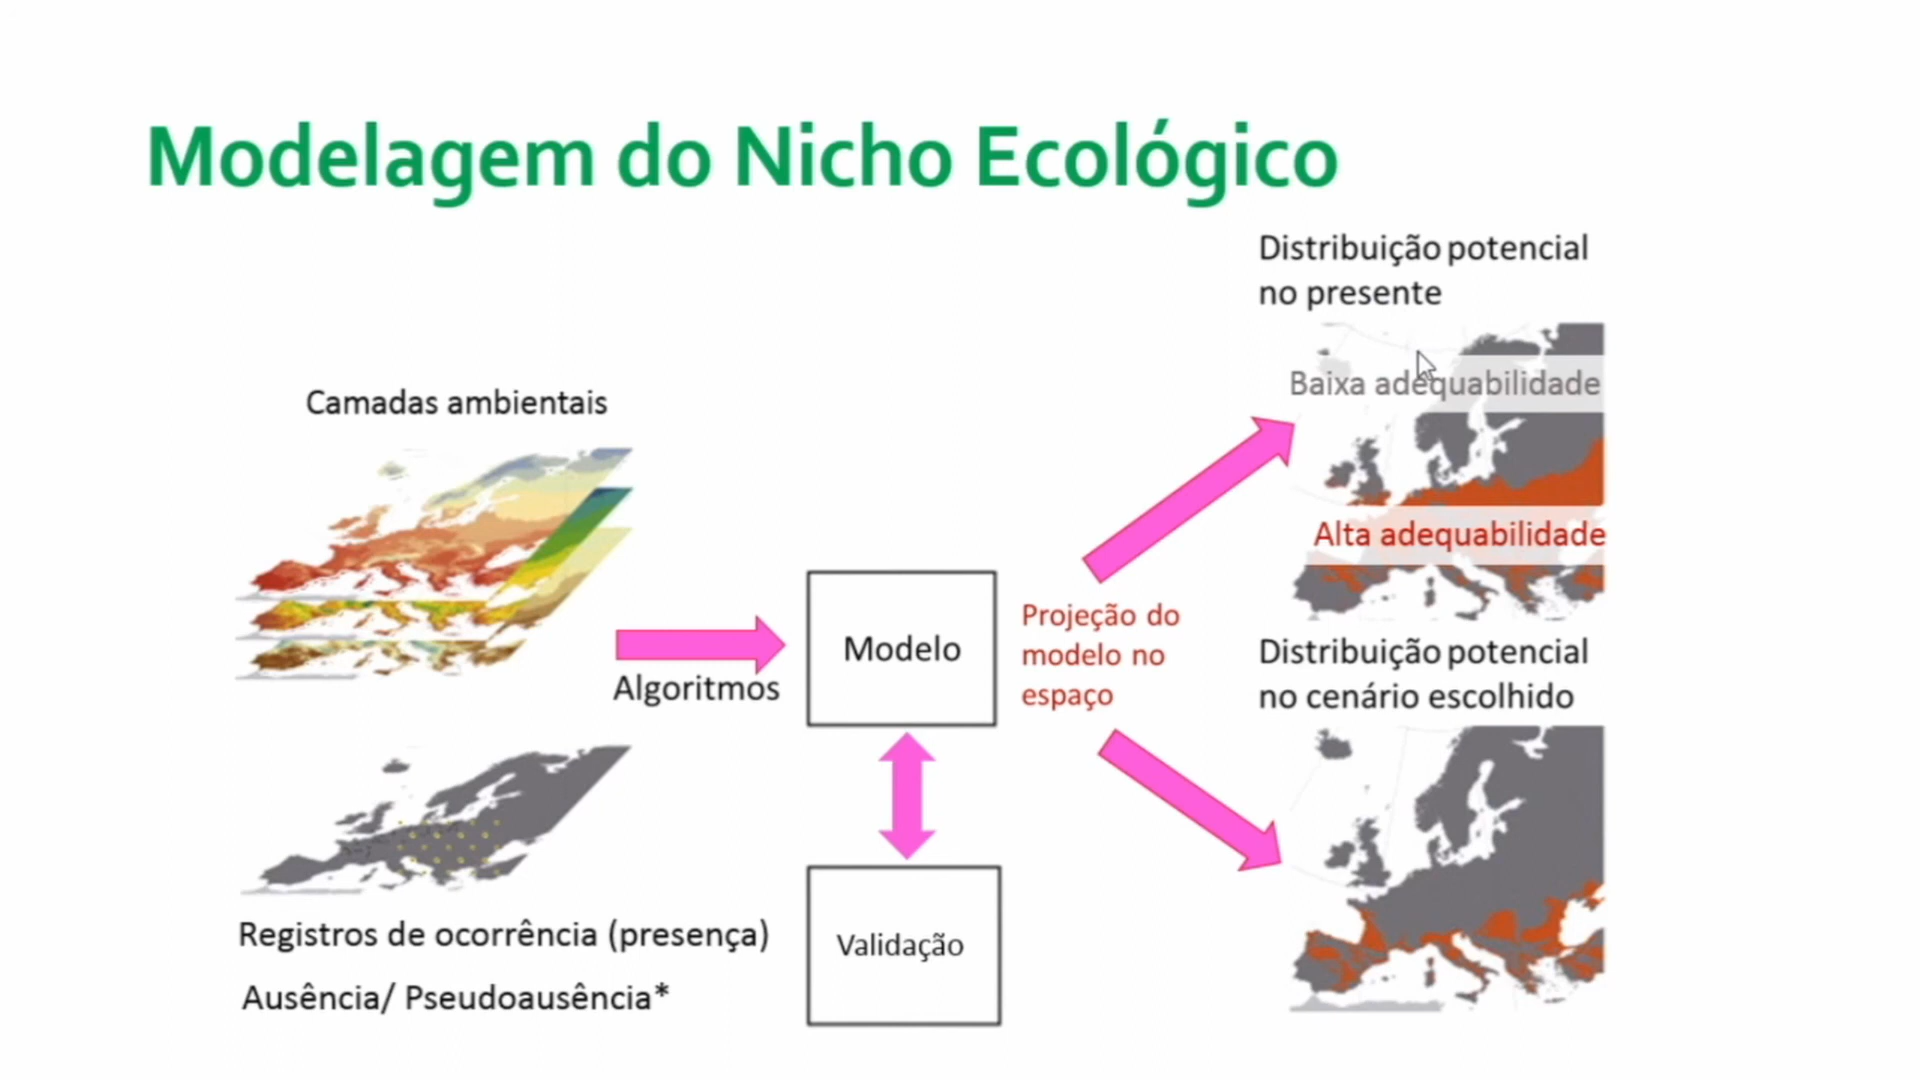 Modelagem do Nicho Ecológico
Camadas ambientais
Algoritmos
Registros de ocorrência (presença)
Ausência/ Pseudoausência*
Modelo
Validação
Projeção do
modelo no
espaço
Distribuição potencial
no presente
Baixa adequabilidade
Alta adequabilidade
Distribuição potencial
no cenário escolhido